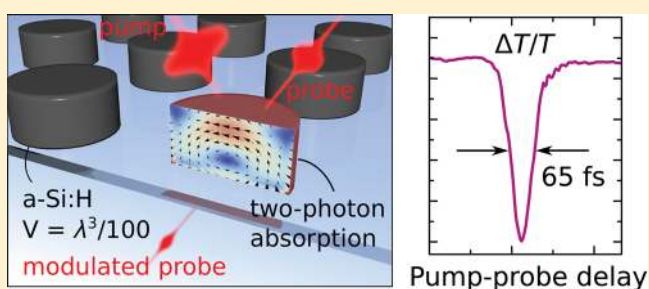 pump
probe
a-Si:H
V = λ³/100
two-photon
absorption
modulated probe
ΔT/T
65 fs
Pump-probe delay